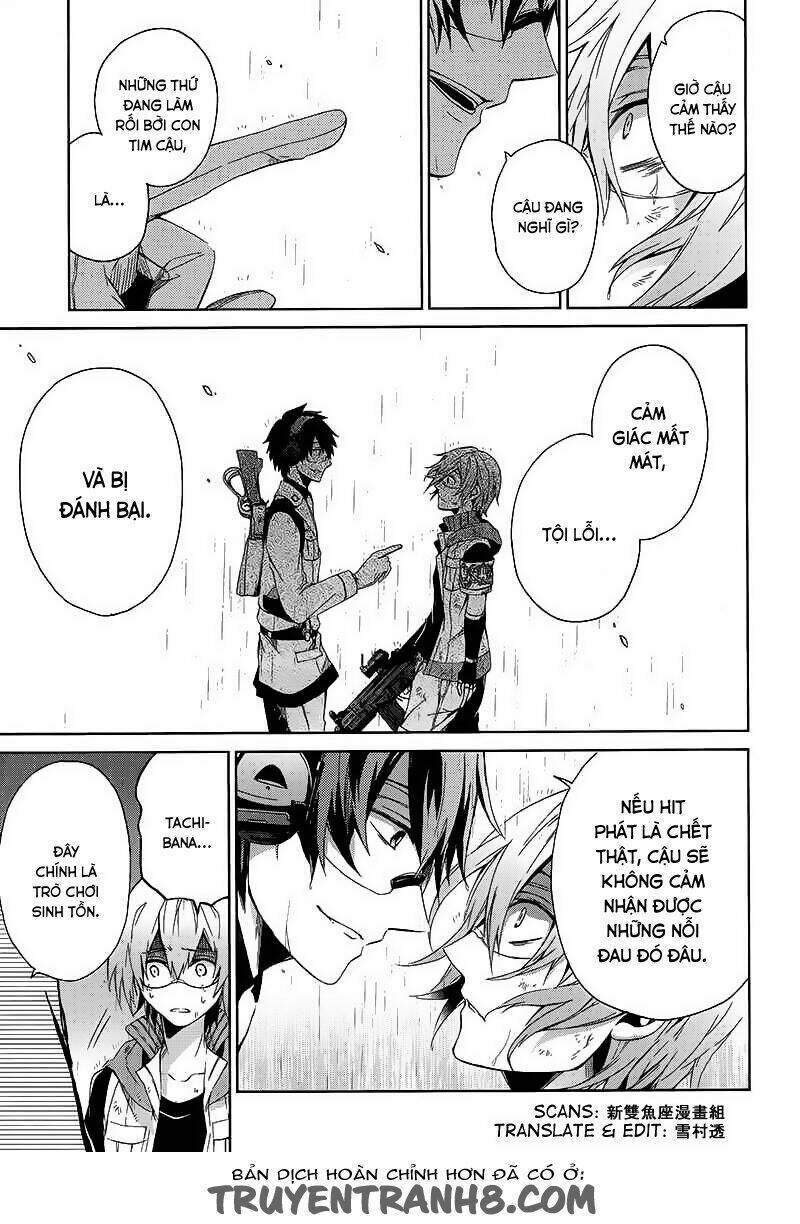 GIỜ CẬU
CẢM THẤY
THẾ NÀO?
CẬU ĐANG
NGHĨ GÌ?
NHỮNG THỨ
ĐANG LÀM
RỐI BỜI CON
TIM CẬU,
LÀ...
CẢM
GIÁC MẤT
MÁT,
TỘI LỖI...
VÀ BỊ
ĐÁNH BẠI.
NẾU HIT
PHÁT LÀ CHẾT
THẬT, CẬU SẼ
KHÔNG CẢM
NHẬN ĐƯỢC
NHỮNG NỖI
ĐAU ĐÓ ĐÂU.
TACHI-
BANA...
ĐÂY
CHÍNH LÀ
TRÒ CHƠI
SINH TỒN.
SCANS: 新雙魚座漫畫組
TRANSLATE & EDIT: 雪村透
BẢN DỊCH HOÀN CHỈNH HƠN ĐÃ CÓ Ở:
TRUYENTRANH8.COM